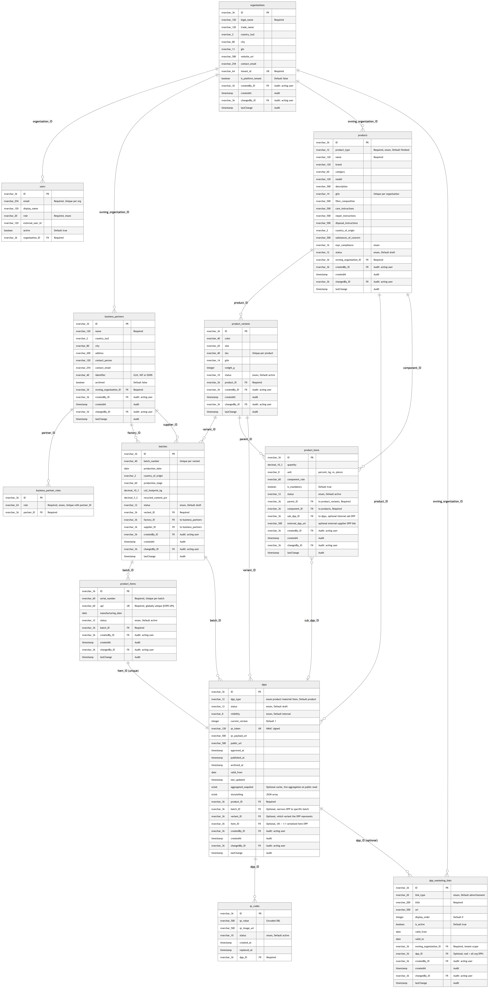 organizations
nvarchar_36 ID PK
nvarchar_120 legal_name Required
nvarchar_120 trade_name
nvarchar_2 country_iso2
nvarchar_80 city
nvarchar_13 gln
nvarchar_500 website_url
nvarchar_254 contact_email
nvarchar_64 tenant_id UK Required
boolean is_platform_tenant Default false
nvarchar_36 createdBy_ID FK Audit: acting user
timestamp createdAt Audit
nvarchar_36 changedBy_ID FK Audit: acting user
timestamp lastChange Audit
organization_ID
owning_organization_ID
products
nvarchar_36 ID PK
nvarchar_12 product_type Required, enum, Default finished
nvarchar_120 name Required
nvarchar_120 brand
nvarchar_60 category
nvarchar_120 model
nvarchar_500 description
nvarchar_14 gtin Unique per organisation
nvarchar_500 fibre_composition
nvarchar_500 care_instructions
nvarchar_500 repair_instructions
nvarchar_500 disposal_instructions
nvarchar_2 country_of_origin
nvarchar_500 substances_of_concern
nvarchar_16 espr_compliance enum
nvarchar_12 status enum, Default draft
nvarchar_36 owning_organization_ID FK Required
nvarchar_36 createdBy_ID FK Audit: acting user
timestamp createdAt Audit
nvarchar_36 changedBy_ID FK Audit: acting user
timestamp lastChange Audit
users
nvarchar_36 ID PK
nvarchar_254 email Required, Unique per org
nvarchar_120 display_name
nvarchar_20 role Required, enum
nvarchar_120 external_user_id
boolean active Default true
nvarchar_36 organization_ID FK Required
owning_organization_ID
product_ID
business_partners
nvarchar_36 ID PK
nvarchar_120 name Required
nvarchar_2 country_iso2
nvarchar_80 city
nvarchar_200 address
nvarchar_120 contact_person
nvarchar_254 contact_email
nvarchar_40 identifier GLN, VAT or DUNS
boolean archived Default false
nvarchar_36 owning_organization_ID FK Required
nvarchar_36 createdBy_ID FK Audit: acting user
timestamp createdAt Audit
nvarchar_36 changedBy_ID FK Audit: acting user
timestamp lastChange Audit
product_variants
nvarchar_36 ID PK
nvarchar_40 color
nvarchar_20 size
nvarchar_40 sku Unique per product
nvarchar_14 gtin
integer weight_g
nvarchar_10 status enum, Default active
nvarchar_36 product_ID FK Required
nvarchar_36 createdBy_ID FK Audit: acting user
timestamp createdAt Audit
nvarchar_36 changedBy_ID FK Audit: acting user
timestamp lastChange Audit
component_ID
partner_ID
factory_ID
supplier_ID
variant_ID
parent_ID
batches
nvarchar_36 ID PK
nvarchar_40 batch_number Unique per variant
date production_date
nvarchar_2 country_of_origin
nvarchar_60 production_stage
decimal_10_3 co2_footprint_kg
decimal_5_2 recycled_content_pct
nvarchar_12 status enum, Default draft
nvarchar_36 variant_ID FK Required
nvarchar_36 factory_ID FK to business_partners
nvarchar_36 supplier_ID FK to business_partners
nvarchar_36 createdBy_ID FK Audit: acting user
timestamp createdAt Audit
nvarchar_36 changedBy_ID FK Audit: acting user
timestamp lastChange Audit
product_boms
nvarchar_36 ID PK
decimal_10_3 quantity
nvarchar_8 unit percent, kg, m, pieces
nvarchar_60 component_role
boolean is_mandatory Default true
nvarchar_12 status enum, Default active
nvarchar_36 parent_ID FK to product_variants, Required
nvarchar_36 component_ID FK to products, Required
nvarchar_36 sub_dpp_ID FK to dpps, optional internal sub-DPP
nvarchar_500 external_dpp_url optional external supplier-DPP link
nvarchar_36 createdBy_ID FK Audit: acting user
timestamp createdAt Audit
nvarchar_36 changedBy_ID FK Audit: acting user
timestamp lastChange Audit
business_partner_roles
nvarchar_36 ID PK
nvarchar_24 role Required, enum, Unique with partner_ID
nvarchar_36 partner_ID FK Required
product_ID
owning_organization_ID
batch_ID
variant_ID
product_items
nvarchar_36 ID PK
nvarchar_60 serial_number Required, Unique per batch
nvarchar_60 upi UK Required, globally unique (ESPR UPI)
date manufacturing_date
nvarchar_12 status enum, Default active
nvarchar_36 batch_ID FK Required
nvarchar_36 createdBy_ID FK Audit: acting user
timestamp createdAt Audit
nvarchar_36 changedBy_ID FK Audit: acting user
timestamp lastChange Audit
batch_ID
sub_dpp_ID
item_ID (unique)
dpps
nvarchar_36 ID PK
nvarchar_12 dpp_type enum product/material/item, Default product
nvarchar_12 status enum, Default draft
nvarchar_8 visibility enum, Default internal
integer current_version Default 1
nvarchar_128 qr_token UK HMAC signed
nvarchar_500 qr_payload_url
nvarchar_500 public_url
timestamp approved_at
timestamp published_at
timestamp archived_at
date valid_from
timestamp last_updated
nclob aggregated_snapshot Optional cache, live aggregation on public read
nclob storytelling JSON array
nvarchar_36 product_ID FK Required
nvarchar_36 batch_ID FK Optional, narrows DPP to specific batch
nvarchar_36 variant_ID FK Optional, which variant the DPP represents
nvarchar_36 item_ID FK Optional, UK — 1:1 serialised item DPP
nvarchar_36 createdBy_ID FK Audit: acting user
timestamp createdAt Audit
nvarchar_36 changedBy_ID FK Audit: acting user
timestamp lastChange Audit
dpp_ID (optional)
dpp_ID
dpp_marketing_links
nvarchar_36 ID PK
nvarchar_20 link_type enum, Default advertisement
nvarchar_200 title Required
nvarchar_500 url
integer display_order Default 0
boolean is_active Default true
date valid_from
date valid_to
nvarchar_36 owning_organization_ID FK Required, tenant scope
nvarchar_36 dpp_ID FK Optional; null = all org DPPs
nvarchar_36 createdBy_ID FK Audit: acting user
timestamp createdAt Audit
nvarchar_36 changedBy_ID FK Audit: acting user
timestamp lastChange Audit
qr_codes
nvarchar_36 ID PK
nvarchar_500 qr_value Encoded URL
nvarchar_500 qr_image_url
nvarchar_10 status enum, Default active
timestamp created_at
timestamp replaced_at
nvarchar_36 dpp_ID FK Required